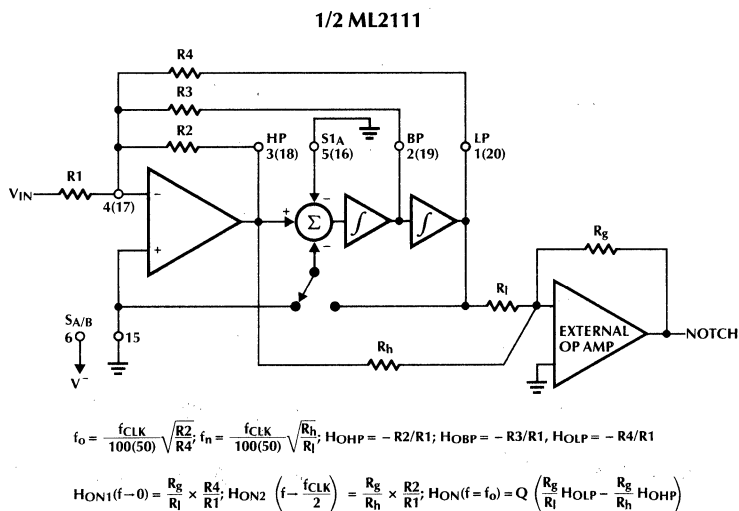 1/2 ML2111
R4
R3
R2
HP
3(18)
S1A
5(16)
BP
2(19)
LP
1(20)
R1
VIN
4(17)
−
+
+
Σ
−
−
∫
∫
Rg
Rl
Rh
EXTERNAL
OP AMP
NOTCH
SA/B
6
15
V−
fo = fCLK/100(50) √R2/R4; fn = fCLK/100(50) √Rh/Rl; HOHP = − R2/R1; HOBP = − R3/R1, HOLP = − R4/R1
HON1(f→0) = Rg/Rl × R4/R1; HON2 (f→ fCLK/2) = Rg/Rh × R2/R1; HON(f = fo) = Q (Rg/Rl HOLP − Rg/Rh HOHP)